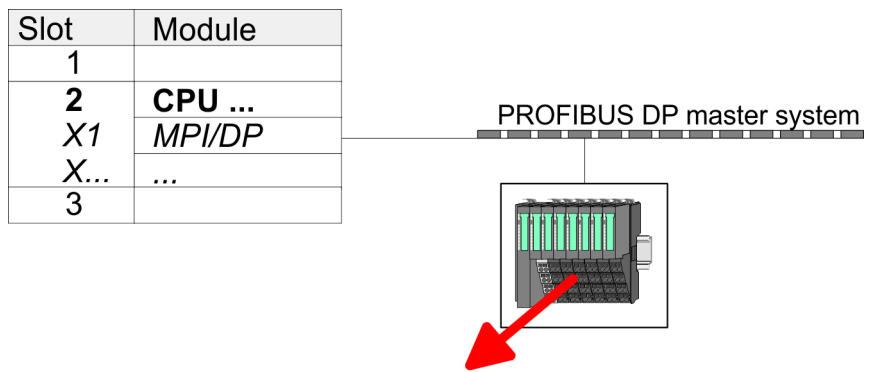 Slot Module
1
2 CPU ...
X1 MPI/DP
X... ...
3
PROFIBUS DP master system